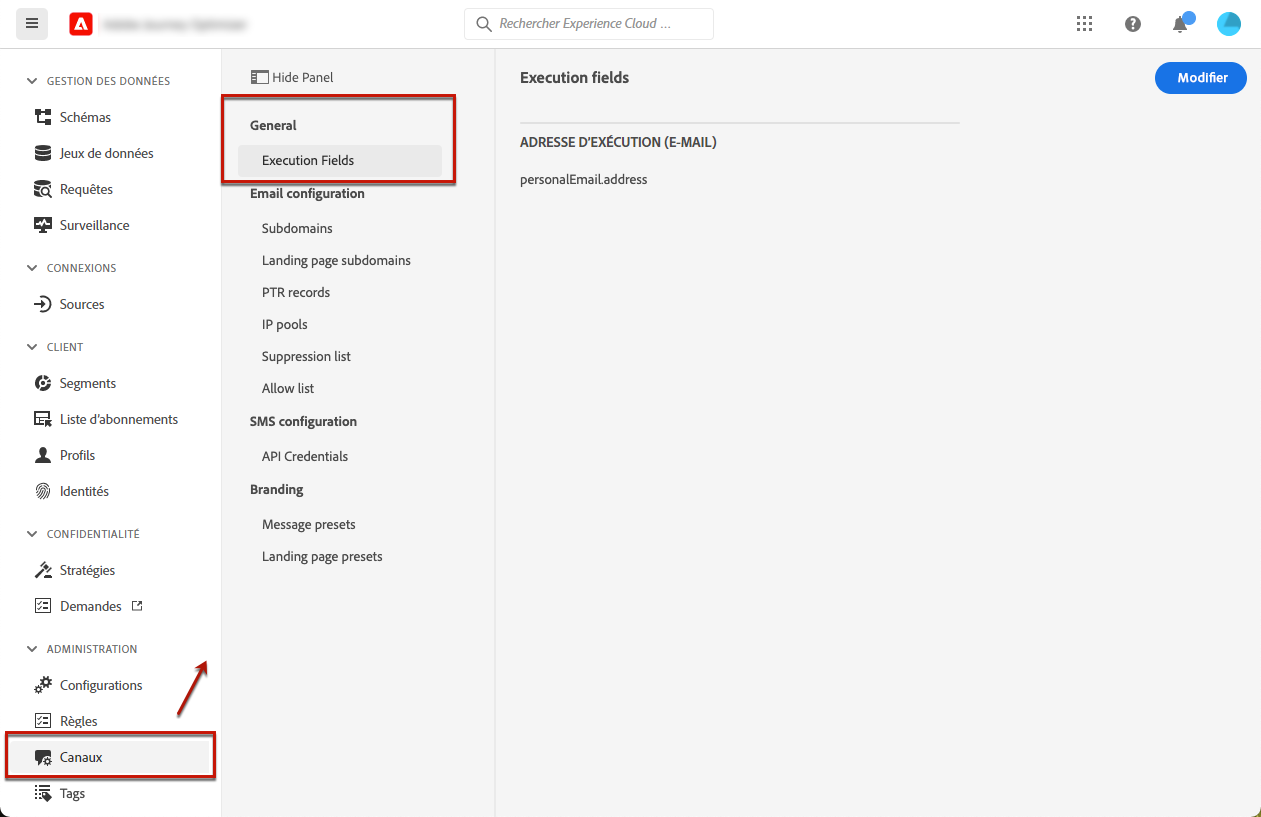 Rechercher Experience Cloud ...
GESTION DES DONNÉES
Schémas
Jeux de données
Requêtes
Surveillance
CONNEXIONS
Sources
CLIENT
Segments
Liste d'abonnements
Profils
Identités
CONFIDENTIALITÉ
Stratégies
Demandes
ADMINISTRATION
Configurations
Règles
Canaux
Tags
Hide Panel
General
Execution Fields
Email configuration
Subdomains
Landing page subdomains
PTR records
IP pools
Suppression list
Allow list
SMS configuration
API Credentials
Branding
Message presets
Landing page presets
Execution fields
Modifier
ADRESSE D'EXÉCUTION (E-MAIL)
personalEmail.address